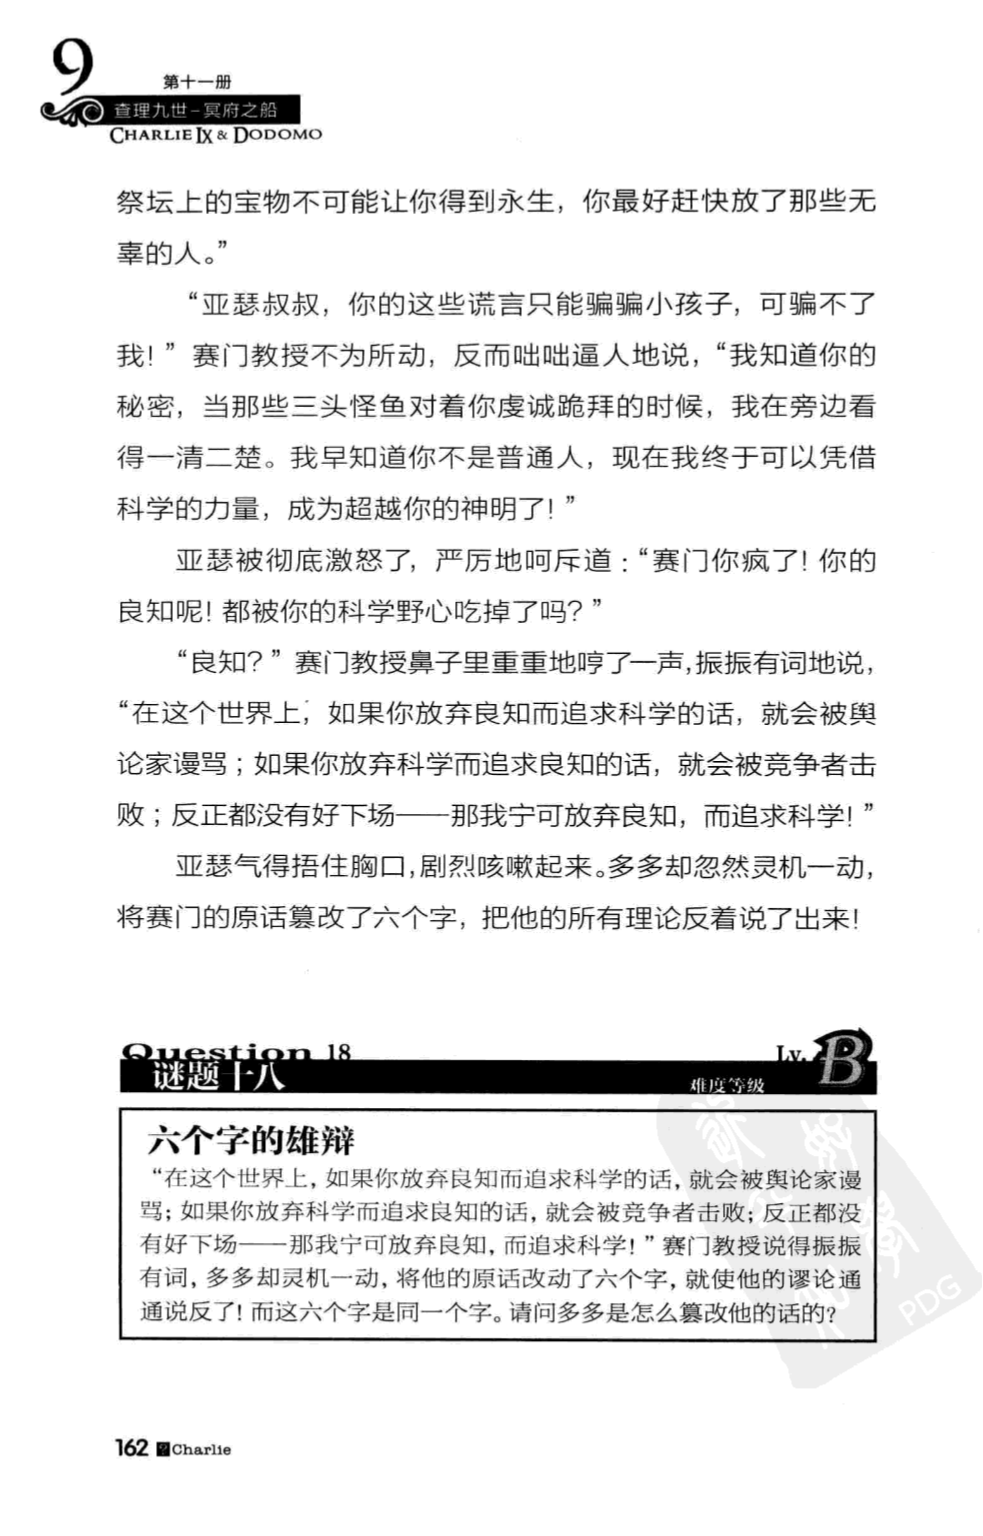 9
第十一册
查理九世-冥府之船
CHARLIE IX & DODOMO
祭坛上的宝物不可能让你得到永生，你最好赶快放了那些无
辜的人。”
“亚瑟叔叔，你的这些谎言只能骗骗小孩子，可骗不了
我！”赛门教授不为所动，反而咄咄逼人地说，“我知道你的
秘密，当那些三头怪鱼对着你虔诚跪拜的时候，我在旁边看
得一清二楚。我早知道你不是普通人，现在我终于可以凭借
科学的力量，成为超越你的神明了！”
亚瑟被彻底激怒了，严厉地呵斥道：“赛门你疯了！你的
良知呢！都被你的科学野心吃掉了吗？”
“良知？”赛门教授鼻子里重重地哼了一声，振振有词地说，
“在这个世界上，如果你放弃良知而追求科学的话，就会被舆
论家谩骂；如果你放弃科学而追求良知的话，就会被竞争者击
败；反正都没有好下场——那我宁可放弃良知，而追求科学！”
亚瑟气得捂住胸口，剧烈咳嗽起来。多多却忽然灵机一动，
将赛门的原话篡改了六个字，把他的所有理论反着说了出来！
Question 18
Lv. B
谜题十八
难度等级
六个字的雄辩
“在这个世界上，如果你放弃良知而追求科学的话，就会被舆论家谩
骂；如果你放弃科学而追求良知的话，就会被竞争者击败；反正都没
有好下场——那我宁可放弃良知，而追求科学！”赛门教授说得振振
有词，多多却灵机一动，将他的原话改动了六个字，就使他的谬论通
通说反了！而这六个字是同一个字。请问多多是怎么篡改他的话的？
PDG
162 Charlie